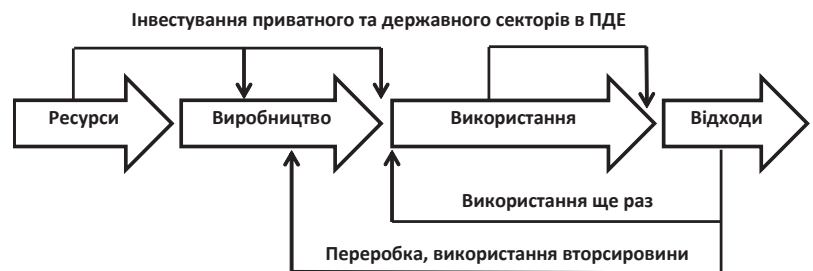 Інвестування приватного та державного секторів в ПДЕ
Ресурси
Виробництво
Використання
Відходи
Використання ще раз
Переробка, використання вторсировини